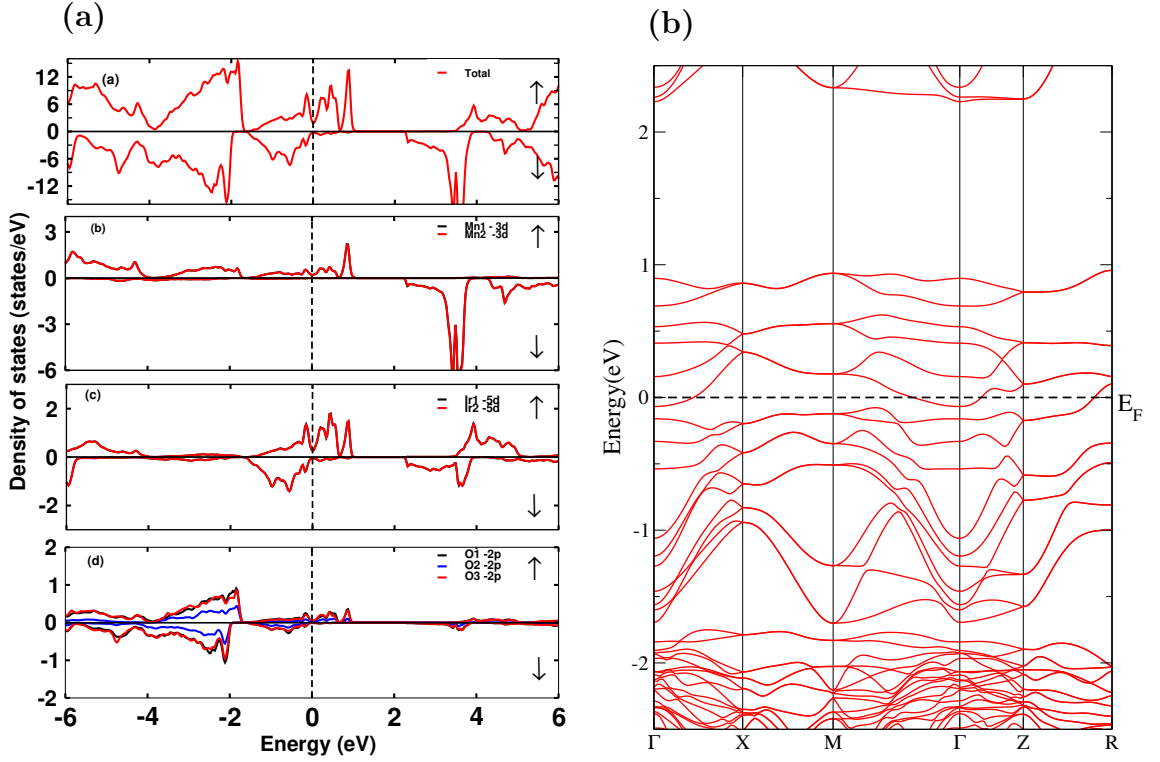 (a)
(b)
Density of states (states/eV)
(a)
Total
↑
↓
12
6
0
-6
-12
(b)
Mn1 - 3d
Mn2 -3d
↑
↓
3
0
-3
-6
(c)
Ir1 -5d
Ir2 -5d
↑
↓
2
0
-2
(d)
O1 -2p
O2 -2p
O3 -2p
↑
↓
2
1
0
-1
2
-6 -4 -2 0 2 4 6
Energy (eV)
Energy(eV)
2
1
0
-1
-2
E_F
Γ X M Γ Z R